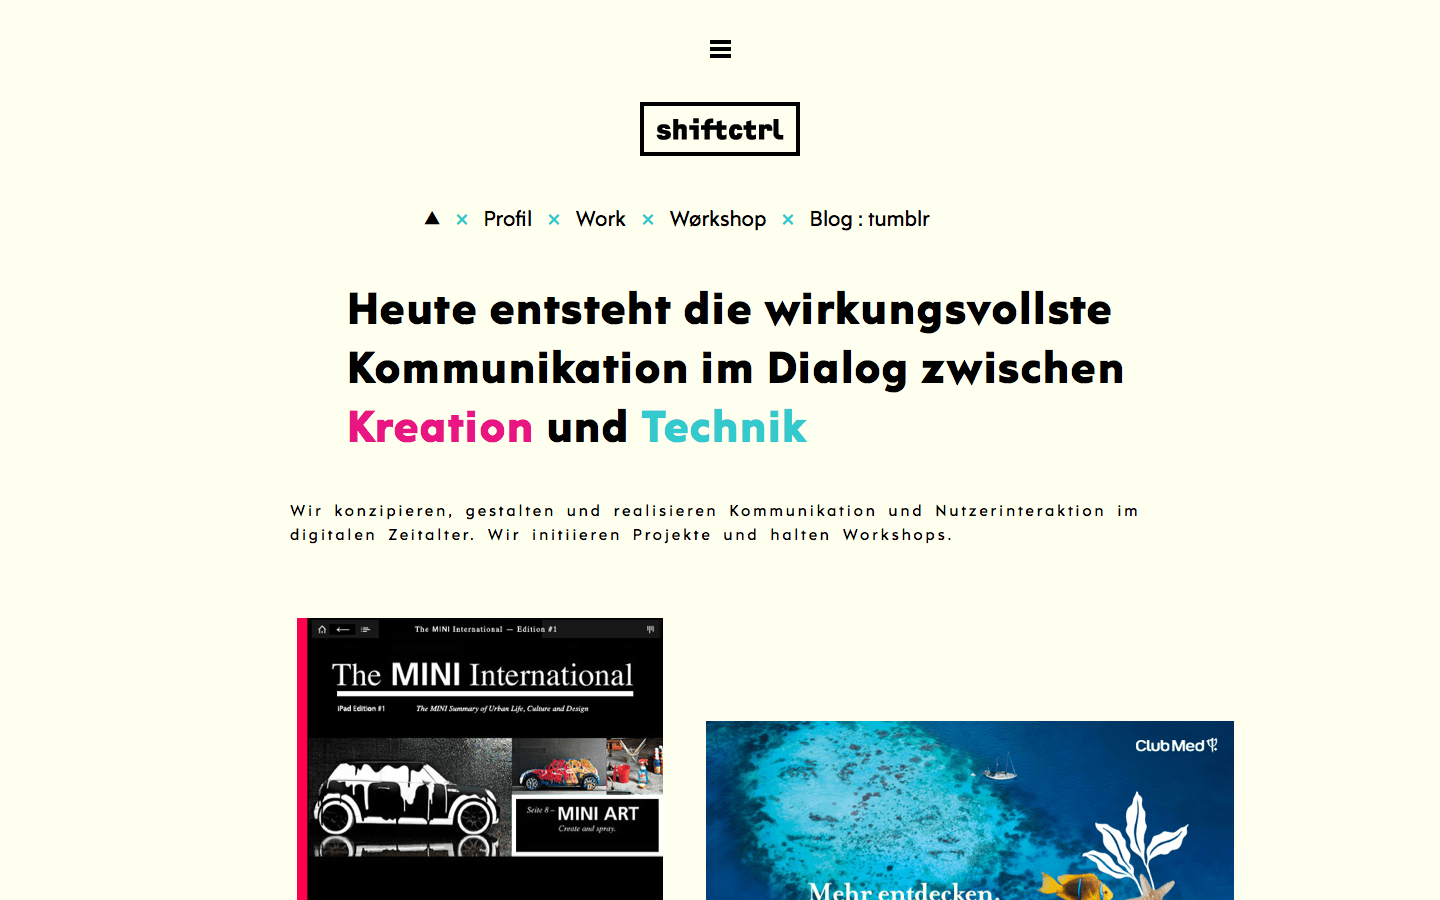 shiftctrl
▲ × Profil × Work × Wørkshop × Blog : tumblr
Heute entsteht die wirkungsvollste
Kommunikation im Dialog zwischen
Kreation und Technik
Wir konzipieren, gestalten und realisieren Kommunikation und Nutzerinteraktion im
digitalen Zeitalter. Wir initiieren Projekte und halten Workshops.
The MINI International — Edition #1
The MINI International
iPad Edition #1 The MINI Summary of Urban Life, Culture and Design
Seite 8 – MINI ART
Create and spray.
Club Med
Mehr entdecken.